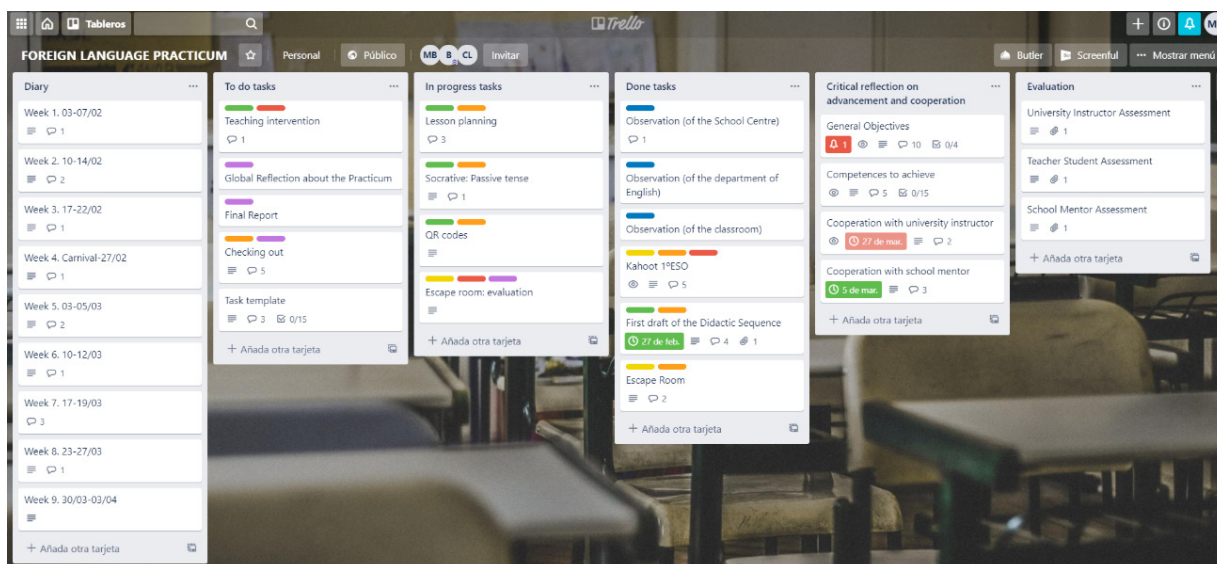 Tableros
Trello
FOREIGN LANGUAGE PRACTICUM
Personal
Público
MB B CL
Invitar
Butler
Screenful
Mostrar menú
Diary
Week 1. 03-07/02
1
Week 2. 10-14/02
2
Week 3. 17-22/02
1
Week 4. Carnival-27/02
1
Week 5. 03-05/03
2
Week 6. 10-12/03
1
Week 7. 17-19/03
3
Week 8. 23-27/03
1
Week 9. 30/03-03/04
+ Añada otra tarjeta
To do tasks
Teaching intervention
1
Global Reflection about the Practicum
Final Report
Checking out
5
Task template
3 0/15
+ Añada otra tarjeta
In progress tasks
Lesson planning
3
Socrative: Passive tense
1
QR codes
Escape room: evaluation
+ Añada otra tarjeta
Done tasks
Observation (of the School Centre)
1
Observation (of the department of
English)
Observation (of the classroom)
Kahoot 1ºESO
5
First draft of the Didactic Sequence
27 de feb. 4 1
Escape Room
2
+ Añada otra tarjeta
Critical reflection on
advancement and cooperation
General Objectives
1 10 0/4
Competences to achieve
5 0/15
Cooperation with university instructor
27 de mar. 2
Cooperation with school mentor
5 de mar. 3
+ Añada otra tarjeta
Evaluation
University Instructor Assessment
1
Teacher Student Assessment
1
School Mentor Assessment
1
+ Añada otra tarjeta